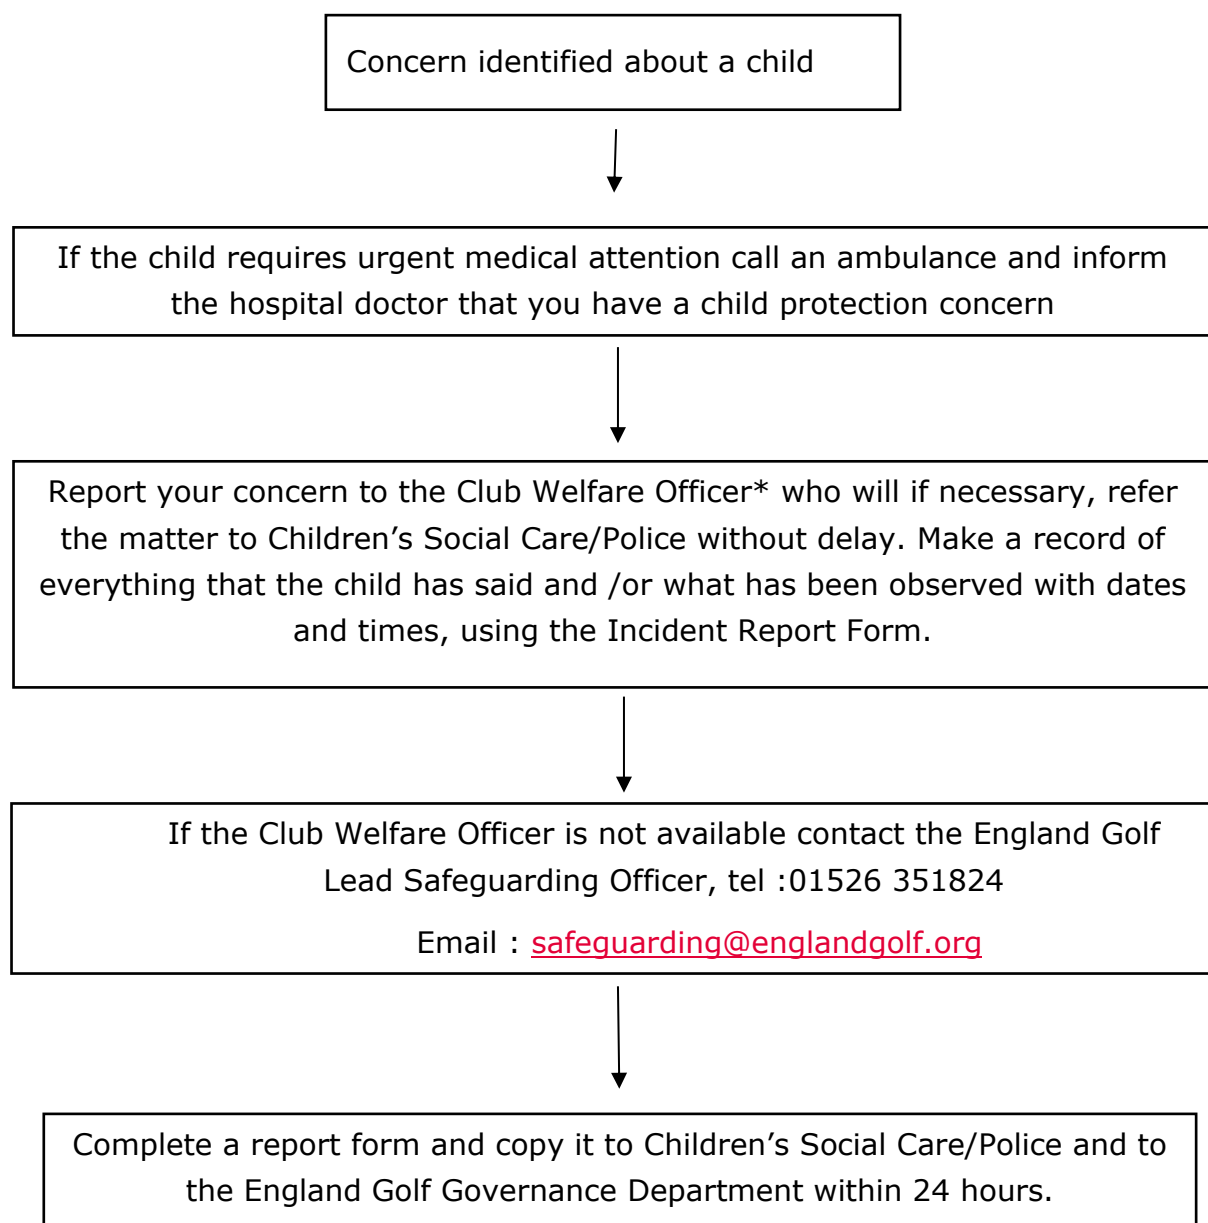 Concern identified about a child
If the child requires urgent medical attention call an ambulance and inform
the hospital doctor that you have a child protection concern
Report your concern to the Club Welfare Officer* who will if necessary, refer
the matter to Children’s Social Care/Police without delay. Make a record of
everything that the child has said and /or what has been observed with dates
and times, using the Incident Report Form.
If the Club Welfare Officer is not available contact the England Golf
Lead Safeguarding Officer, tel :01526 351824
Email : safeguarding@englandgolf.org
Complete a report form and copy it to Children’s Social Care/Police and to
the England Golf Governance Department within 24 hours.